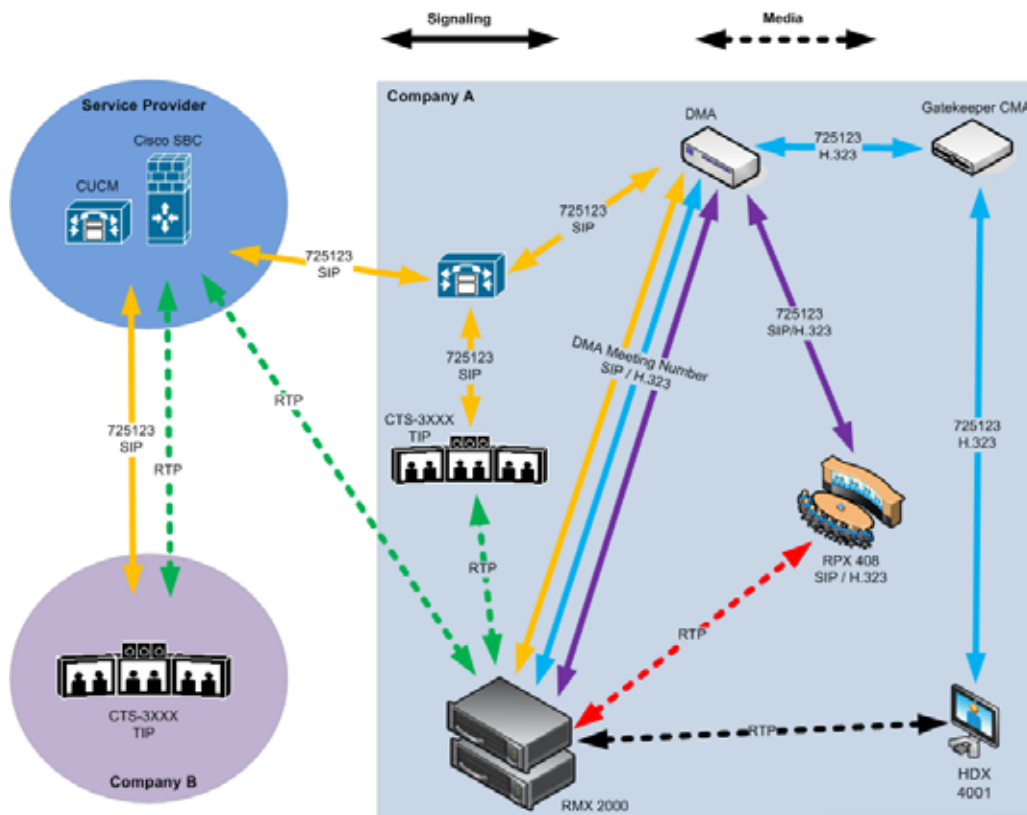 Signaling
Media
Service Provider
Cisco SBC
CUCM
Company A
DMA
Gatekeeper CMA
725123
H.323
725123
SIP
725123
SIP
725123
SIP
725123
SIP/H.323
DMA Meeting Number
SIP / H.323
RTP
CTS-3XXX
TIP
725123
SIP
RTP
725123
H.323
RTP
RPX 408
SIP / H.323
RTP
RTP
CTS-3XXX
TIP
Company B
RMX 2000
HDX
4001